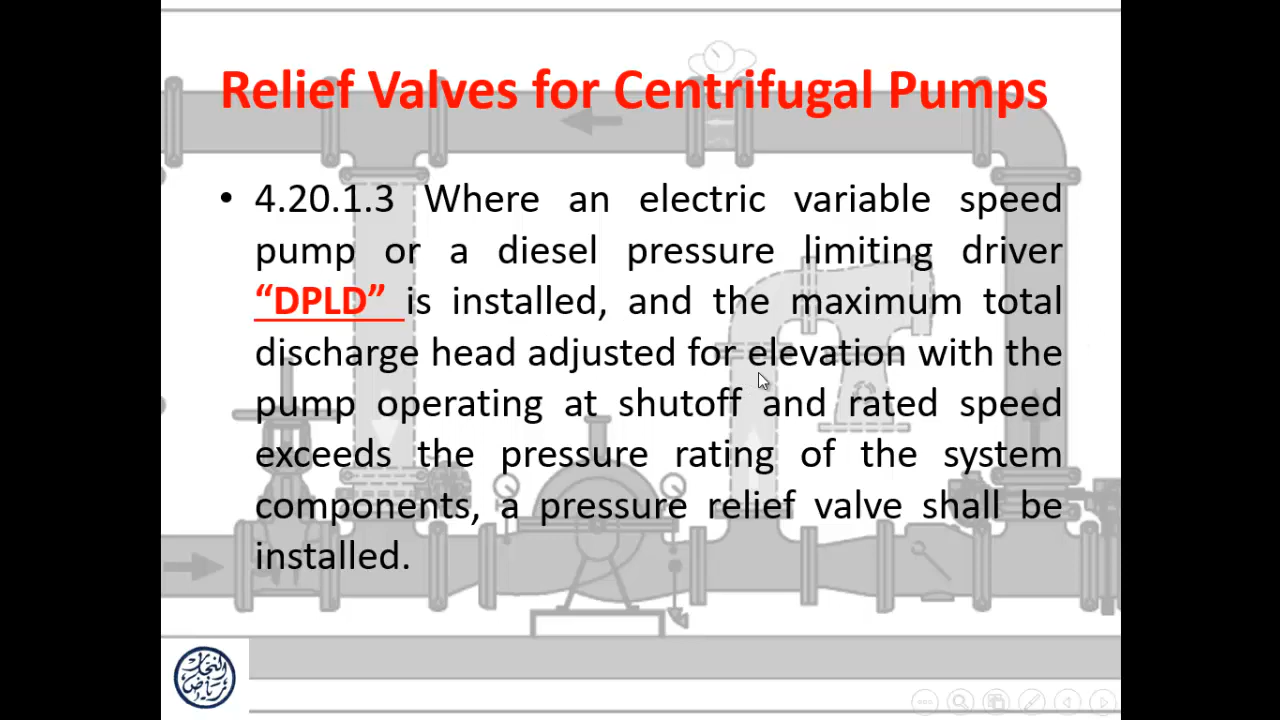 Relief Valves for Centrifugal Pumps
• 4.20.1.3 Where an electric variable speed
pump or a diesel pressure limiting driver
“DPLD” is installed, and the maximum total
discharge head adjusted for elevation with the
pump operating at shutoff and rated speed
exceeds the pressure rating of the system
components, a pressure relief valve shall be
installed.
النجار
رياض